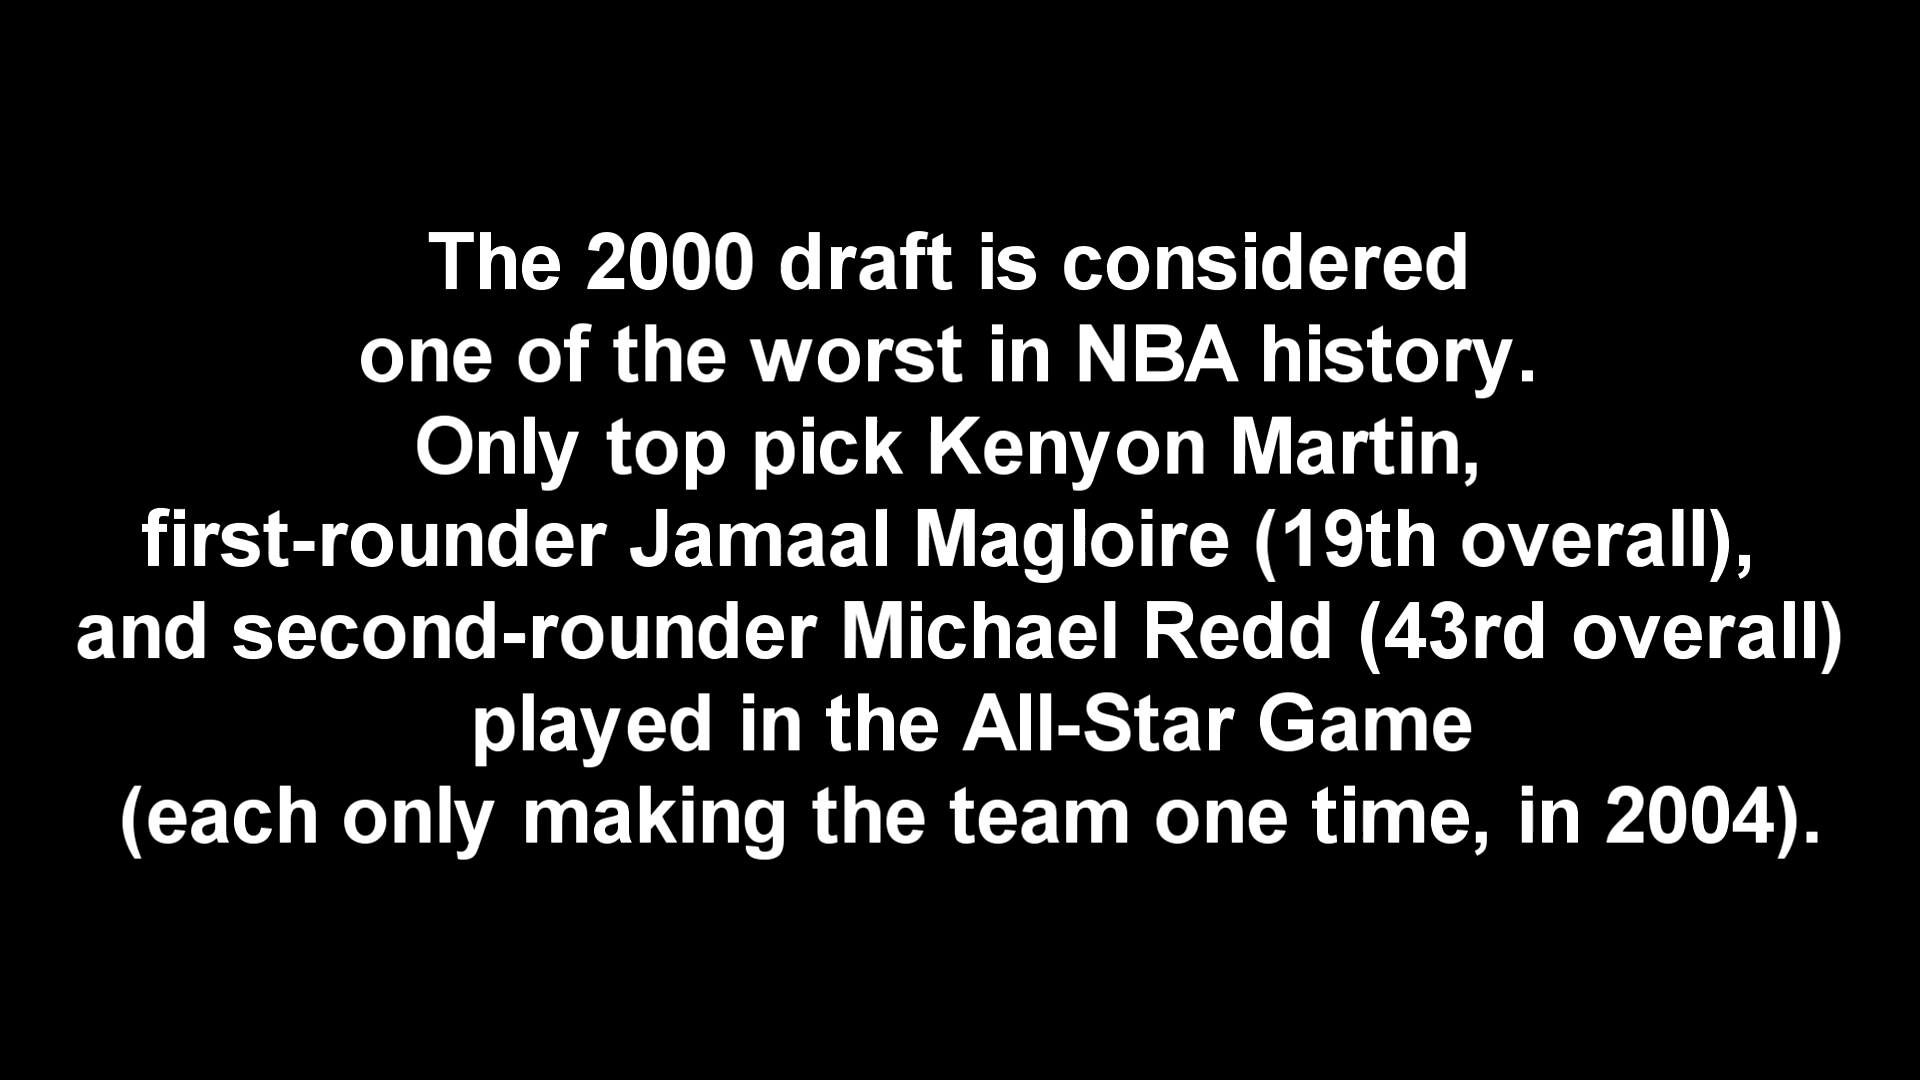 The 2000 draft is considered
one of the worst in NBA history.
Only top pick Kenyon Martin,
first-rounder Jamaal Magloire (19th overall),
and second-rounder Michael Redd (43rd overall)
played in the All-Star Game
(each only making the team one time, in 2004).